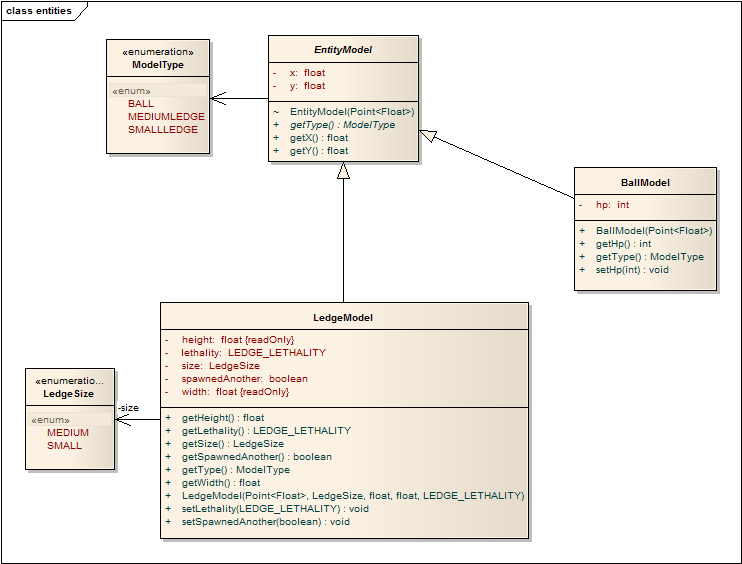 class entities
«enumeration»
ModelType
«enum»
BALL
MEDIUMLEDGE
SMALLLEDGE
EntityModel
- x: float
- y: float
~ EntityModel(Point<Float>)
+ getType() : ModelType
+ getX() : float
+ getY() : float
BallModel
- hp: int
+ BallModel(Point<Float>)
+ getHp() : int
+ getType() : ModelType
+ setHp(int) : void
LedgeModel
- height: float {readOnly}
- lethality: LEDGE_LETHALITY
- size: LedgeSize
- spawnedAnother: boolean
- width: float {readOnly}
+ getHeight() : float
+ getLethality() : LEDGE_LETHALITY
+ getSize() : LedgeSize
+ getSpawnedAnother() : boolean
+ getType() : ModelType
+ getWidth() : float
+ LedgeModel(Point<Float>, LedgeSize, float, float, LEDGE_LETHALITY)
+ setLethality(LEDGE_LETHALITY) : void
+ setSpawnedAnother(boolean) : void
«enumeratio...
LedgeSize
«enum»
MEDIUM
SMALL
-size